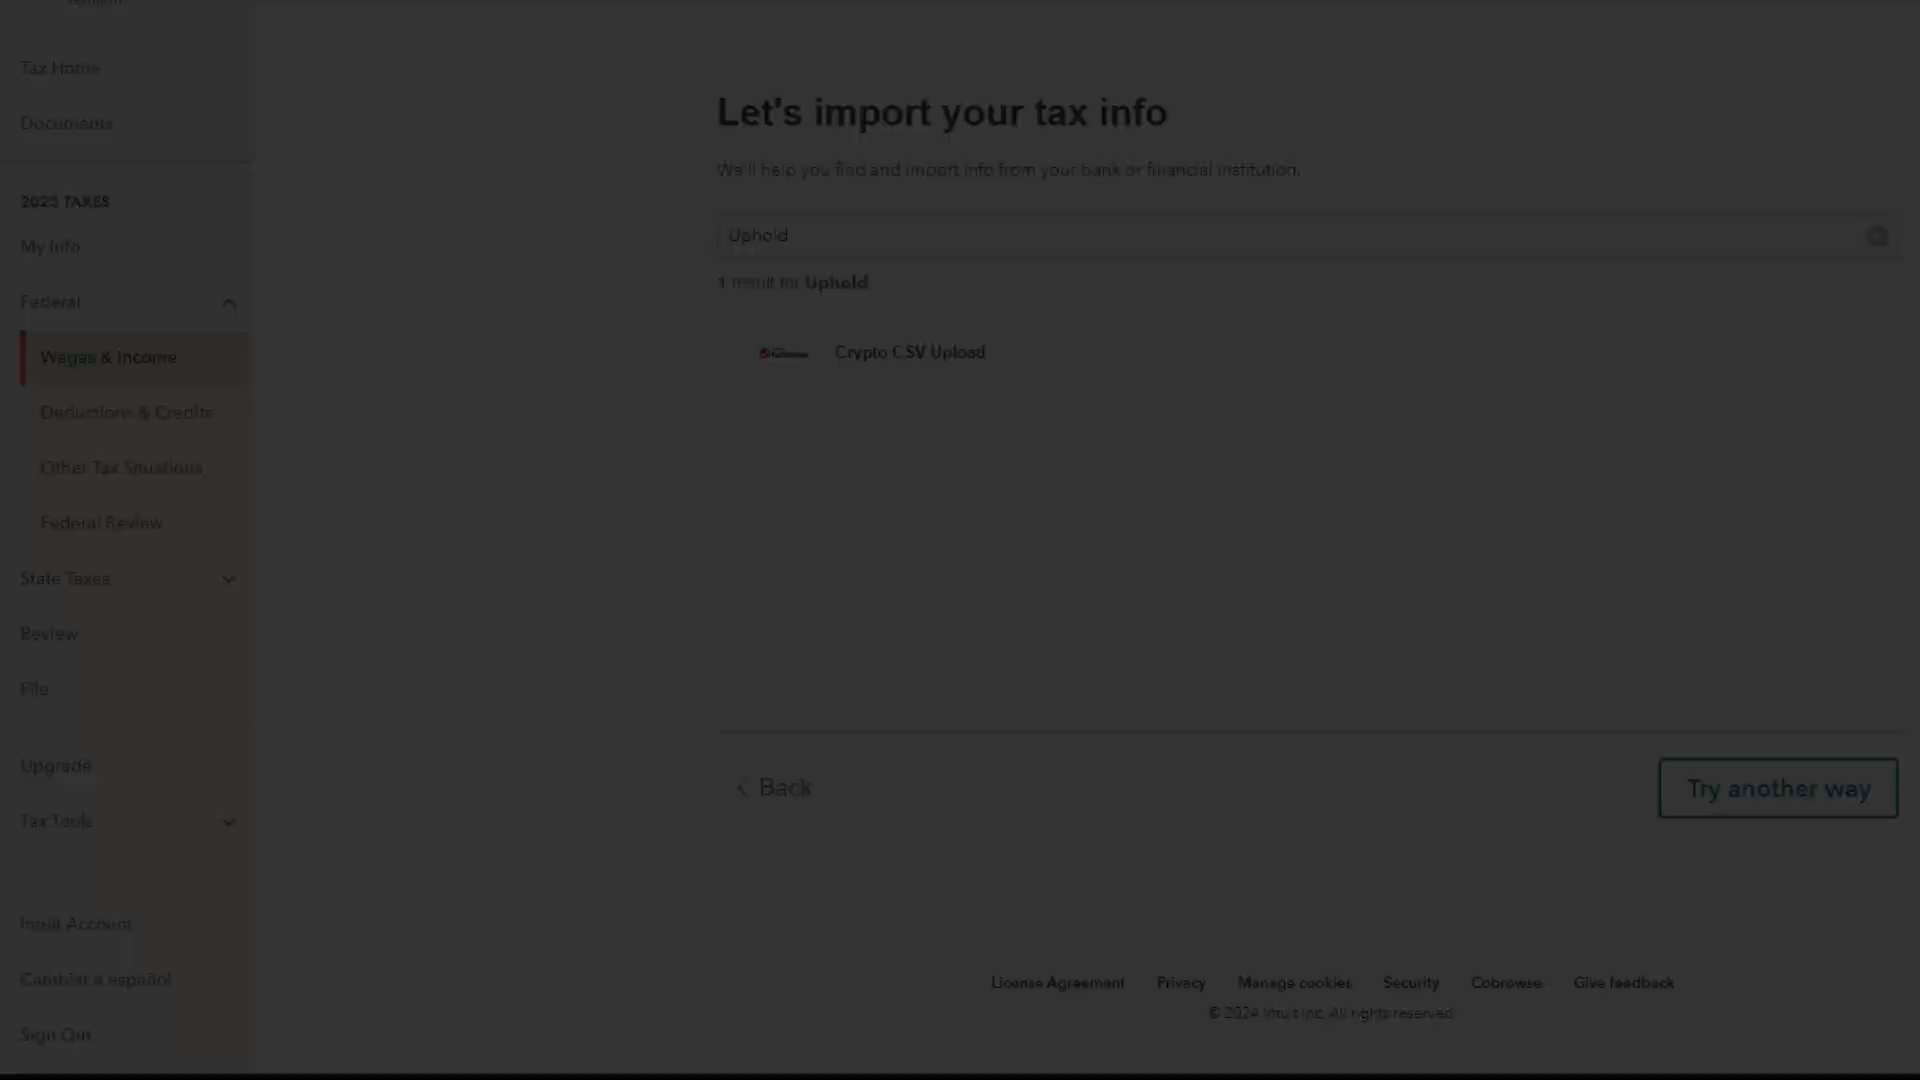 Tax Home
Documents
2023 TAXES
My Info
Federal
Wages & Income
Deductions & Credits
Other Tax Situations
Federal Review
State Taxes
Review
File
Upgrade
Tax Tools
Intuit Account
Cambiar a español
Sign Out
Let's import your tax info
We'll help you find and import info from your bank or financial institution.
Uphold
1 result for Uphold
Crypto CSV Upload
Back
Try another way
License Agreement Privacy Manage cookies Security Cobrowse Give feedback
© 2024 Intuit Inc. All rights reserved.